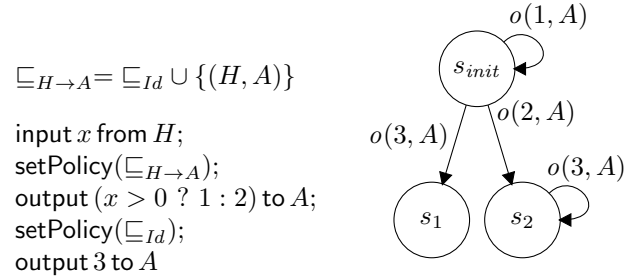 ⊑_{H→A} = ⊑_{Id} ∪ {(H, A)}
input x from H;
setPolicy(⊑_{H→A});
output (x > 0 ? 1 : 2) to A;
setPolicy(⊑_{Id});
output 3 to A
o(1, A)
s_{init}
o(2, A)
o(3, A)
o(3, A)
s_1
s_2